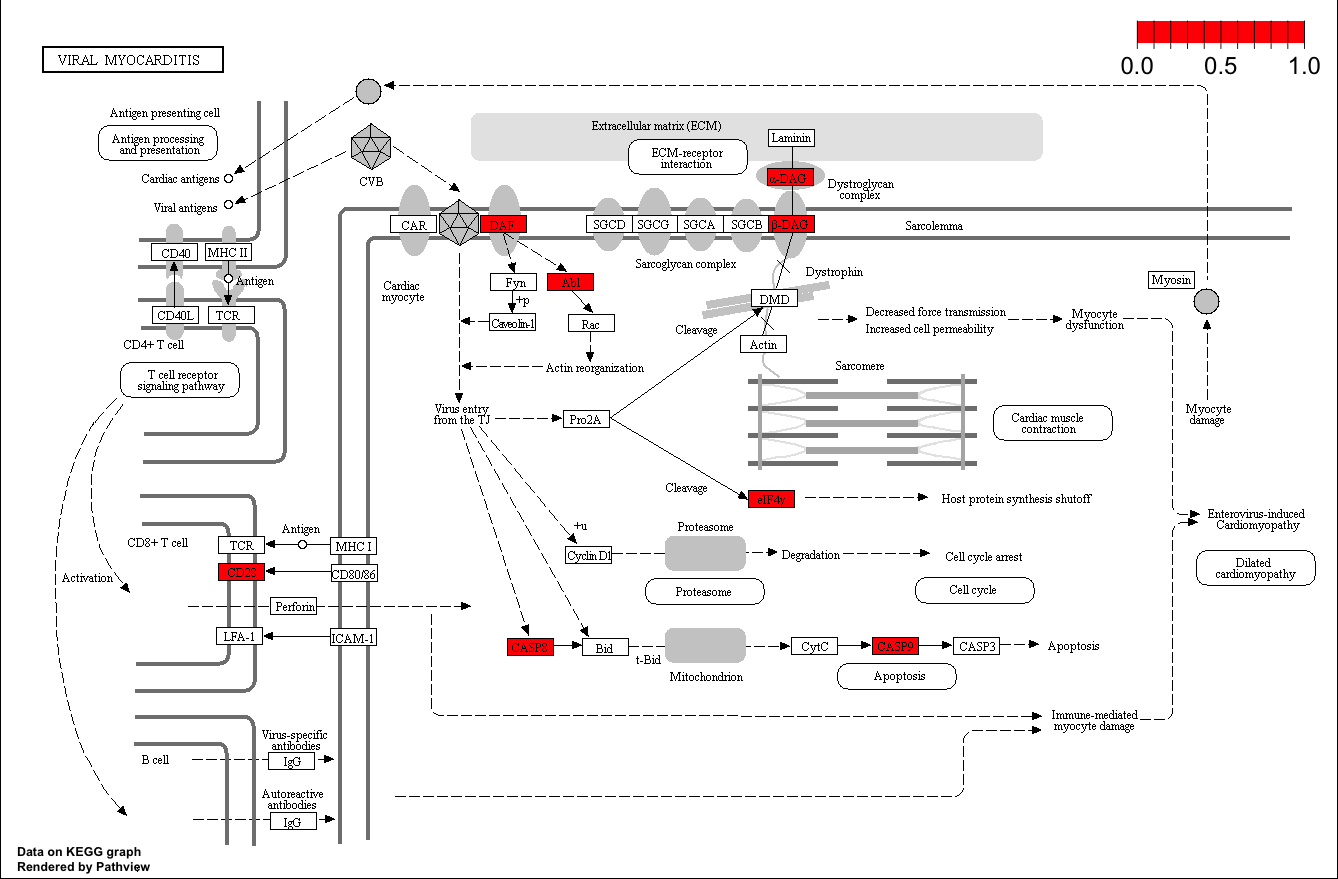 VIRAL MYOCARDITIS
0.0 0.5 1.0
Antigen presenting cell
Antigen processing
and presentation
Cardiac antigens
Viral antigens
CVB
Extracellular matrix (ECM)
ECM-receptor
interaction
Laminin
α-DAG
Dystroglycan
complex
CAR
DAF
SGCD
SGCG
SGCA
SGCB
β-DAG
Sarcolemma
Sarcoglycan complex
CD40
MHC II
Antigen
CD40L
TCR
CD4+ T cell
T cell receptor
signaling pathway
Cardiac
myocyte
Fyn
Abl
+p
Caveolin-1
Rac
Actin reorganization
Dystrophin
DMD
Cleavage
Actin
Decreased force transmission
Increased cell permeability
Myocyte
dysfunction
Myosin
Sarcomere
Virus entry
from the TJ
Pro2A
Cardiac muscle
contraction
Myocyte
damage
Cleavage
eIF4γ
Host protein synthesis shutoff
Enterovirus-induced
Cardiomyopathy
Dilated
cardiomyopathy
CD8+ T cell
TCR
Antigen
MHC I
CD28
CD80/86
Activation
Perforin
LFA-1
ICAM-1
+u
Cyclin D1
Proteasome
Degradation
Cell cycle arrest
Proteasome
Cell cycle
CASP8
Bid
t-Bid
Mitochondrion
CytC
CASP9
CASP3
Apoptosis
Apoptosis
Immune-mediated
myocyte damage
Virus-specific
antibodies
B cell
IgG
Autoreactive
antibodies
IgG
Data on KEGG graph
Rendered by Pathview